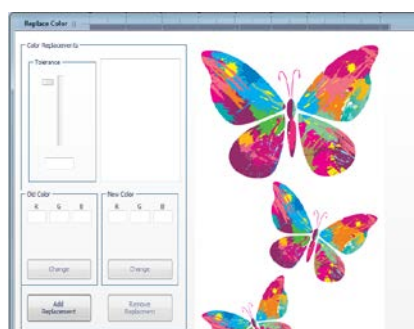 Replace Color
Color Replacements
Tolerance
Old Color
New Color
R G B
R G B
Change
Change
Add
Replacement
Remove
Replacement